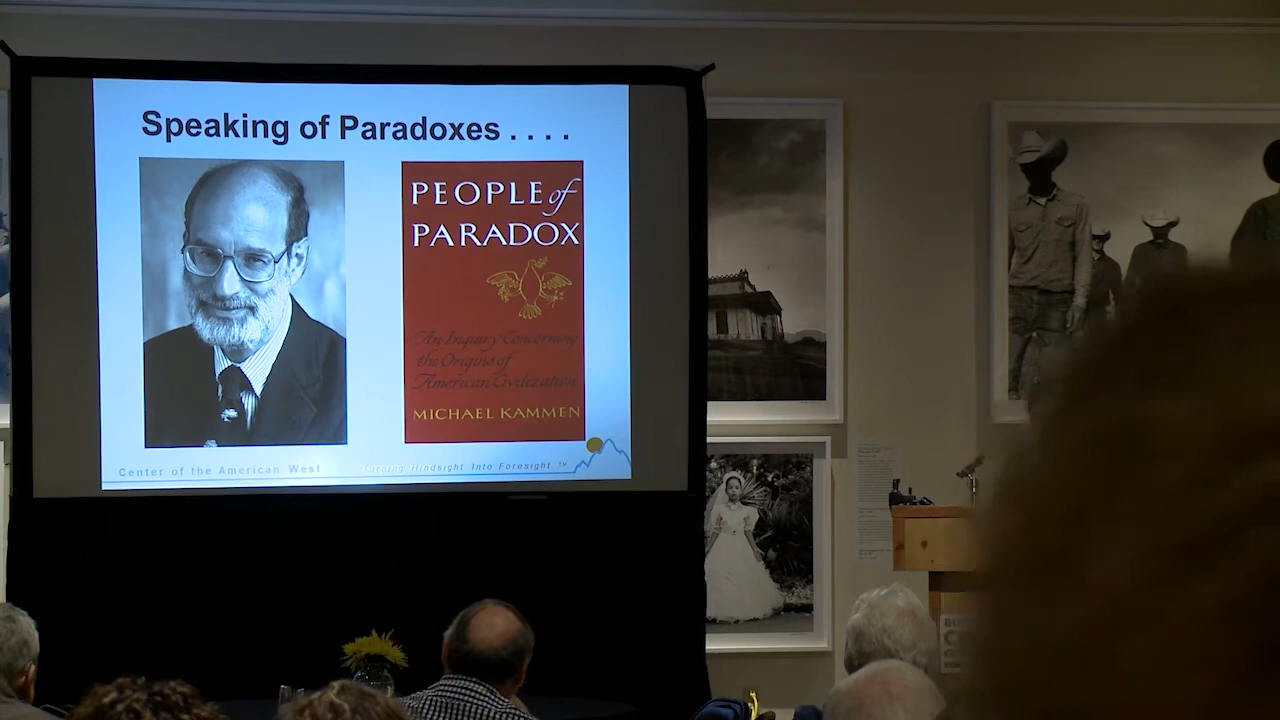 Speaking of Paradoxes . . . .
PEOPLE of
PARADOX
An Inquiry Concerning
the Origins of
American Civilization
MICHAEL KAMMEN
Center of the American West
Turning Hindsight Into Foresight ™